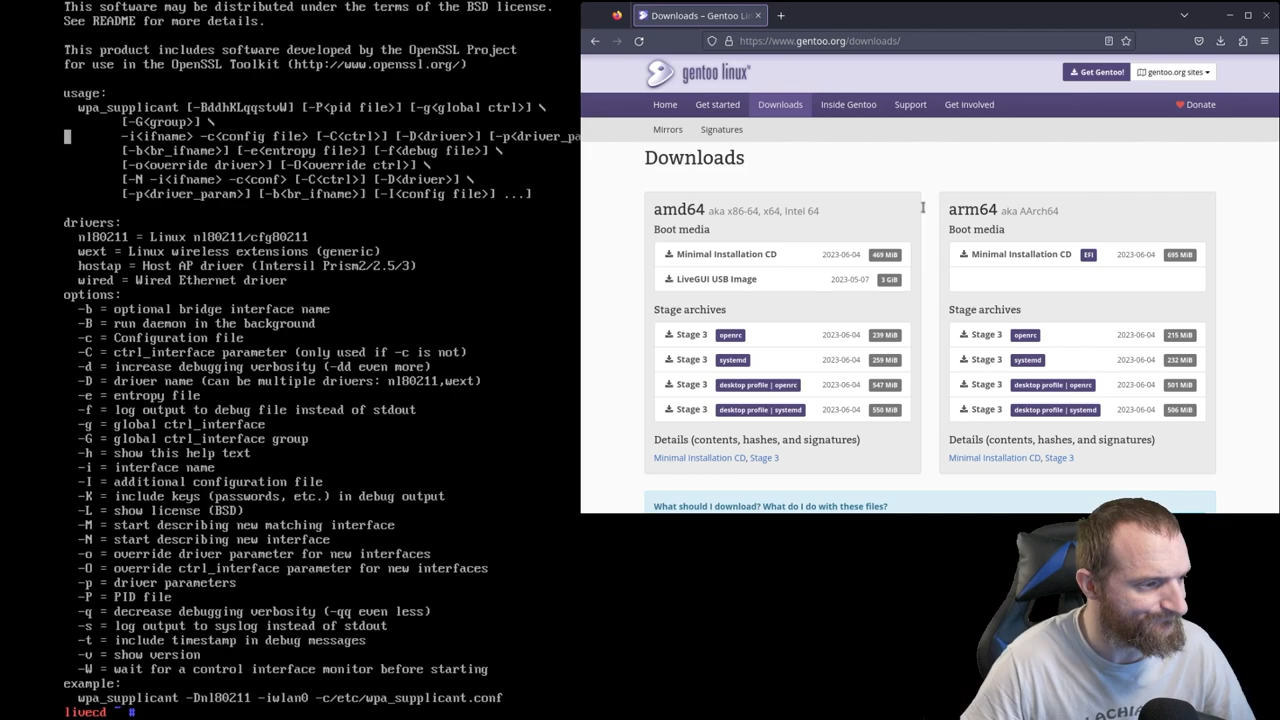 This software may be distributed under the terms of the BSD license.
See README for more details.
This product includes software developed by the OpenSSL Project
for use in the OpenSSL Toolkit (http://www.openssl.org/)
usage:
wpa_supplicant [-BddhKLqqstvW] [-P<pid file>] [-g<global ctrl>] \
[-G<group>] \
-i<ifname> -c<config file> [-C<ctrl>] [-D<driver>] [-p<driver_pa
[-b<br_ifname>] [-e<entropy file>] [-f<debug file>] \
[-o<override driver>] [-O<override ctrl>] \
[-N -i<ifname> -c<conf> [-C<ctrl>] [-D<driver>] \
[-p<driver_param>] [-b<br_ifname>] [-I<config file>] ...]
drivers:
nl80211 = Linux nl80211/cfg80211
wext = Linux wireless extensions (generic)
hostap = Host AP driver (Intersil Prism2/2.5/3)
wired = Wired Ethernet driver
options:
-b = optional bridge interface name
-B = run daemon in the background
-c = Configuration file
-C = ctrl_interface parameter (only used if -c is not)
-d = increase debugging verbosity (-dd even more)
-D = driver name (can be multiple drivers: nl80211,wext)
-e = entropy file
-f = log output to debug file instead of stdout
-g = global ctrl_interface
-G = global ctrl_interface group
-h = show this help text
-i = interface name
-I = additional configuration file
-K = include keys (passwords, etc.) in debug output
-L = show license (BSD)
-M = start describing new matching interface
-N = start describing new interface
-o = override driver parameter for new interfaces
-O = override ctrl_interface parameter for new interfaces
-p = driver parameters
-P = PID file
-q = decrease debugging verbosity (-qq even less)
-s = log output to syslog instead of stdout
-t = include timestamp in debug messages
-v = show version
-W = wait for a control interface monitor before starting
example:
wpa_supplicant -Dnl80211 -iwlan0 -c/etc/wpa_supplicant.conf
livecd ~ #
Downloads – Gentoo Lin
https://www.gentoo.org/downloads/
gentoo linux
Get Gentoo!
gentoo.org sites
Home Get started Downloads Inside Gentoo Support Get involved Donate
Mirrors Signatures
Downloads
amd64 aka x86-64, x64, Intel 64
Boot media
Minimal Installation CD 2023-06-04 469 MiB
LiveGUI USB Image 2023-05-07 3 GiB
Stage archives
Stage 3 openrc 2023-06-04 239 MiB
Stage 3 systemd 2023-06-04 259 MiB
Stage 3 desktop profile | openrc 2023-06-04 547 MiB
Stage 3 desktop profile | systemd 2023-06-04 550 MiB
Details (contents, hashes, and signatures)
Minimal Installation CD, Stage 3
arm64 aka AArch64
Boot media
Minimal Installation CD EFI 2023-06-04 695 MiB
Stage archives
Stage 3 openrc 2023-06-04 215 MiB
Stage 3 systemd 2023-06-04 232 MiB
Stage 3 desktop profile | openrc 2023-06-04 501 MiB
Stage 3 desktop profile | systemd 2023-06-04 506 MiB
Details (contents, hashes, and signatures)
Minimal Installation CD, Stage 3
What should I download? What do I do with these files?